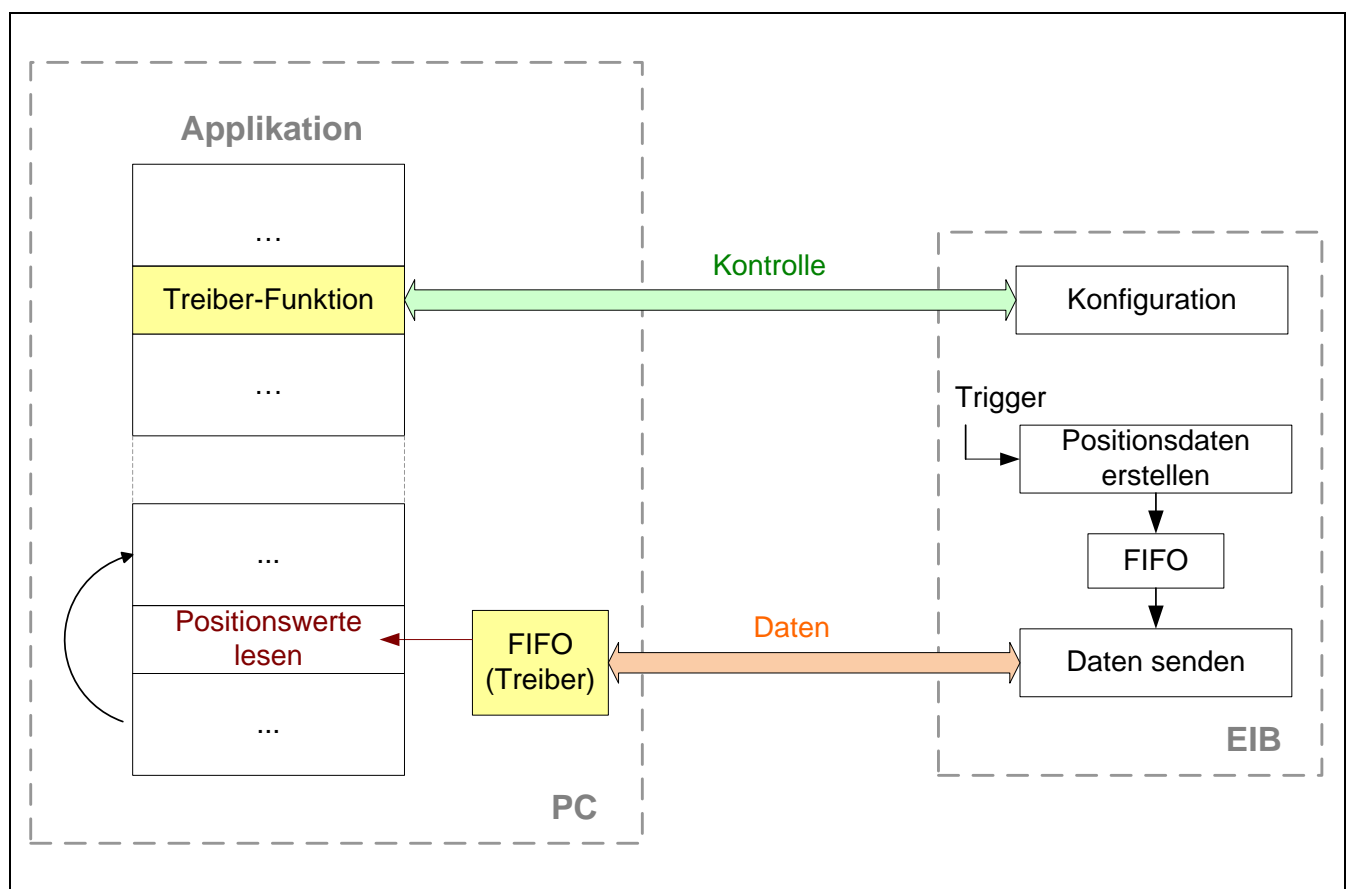 Applikation
…
Treiber-Funktion
…
...
Positionswerte
lesen
...
FIFO
(Treiber)
PC
Kontrolle
Daten
Konfiguration
Trigger
Positionsdaten
erstellen
FIFO
Daten senden
EIB